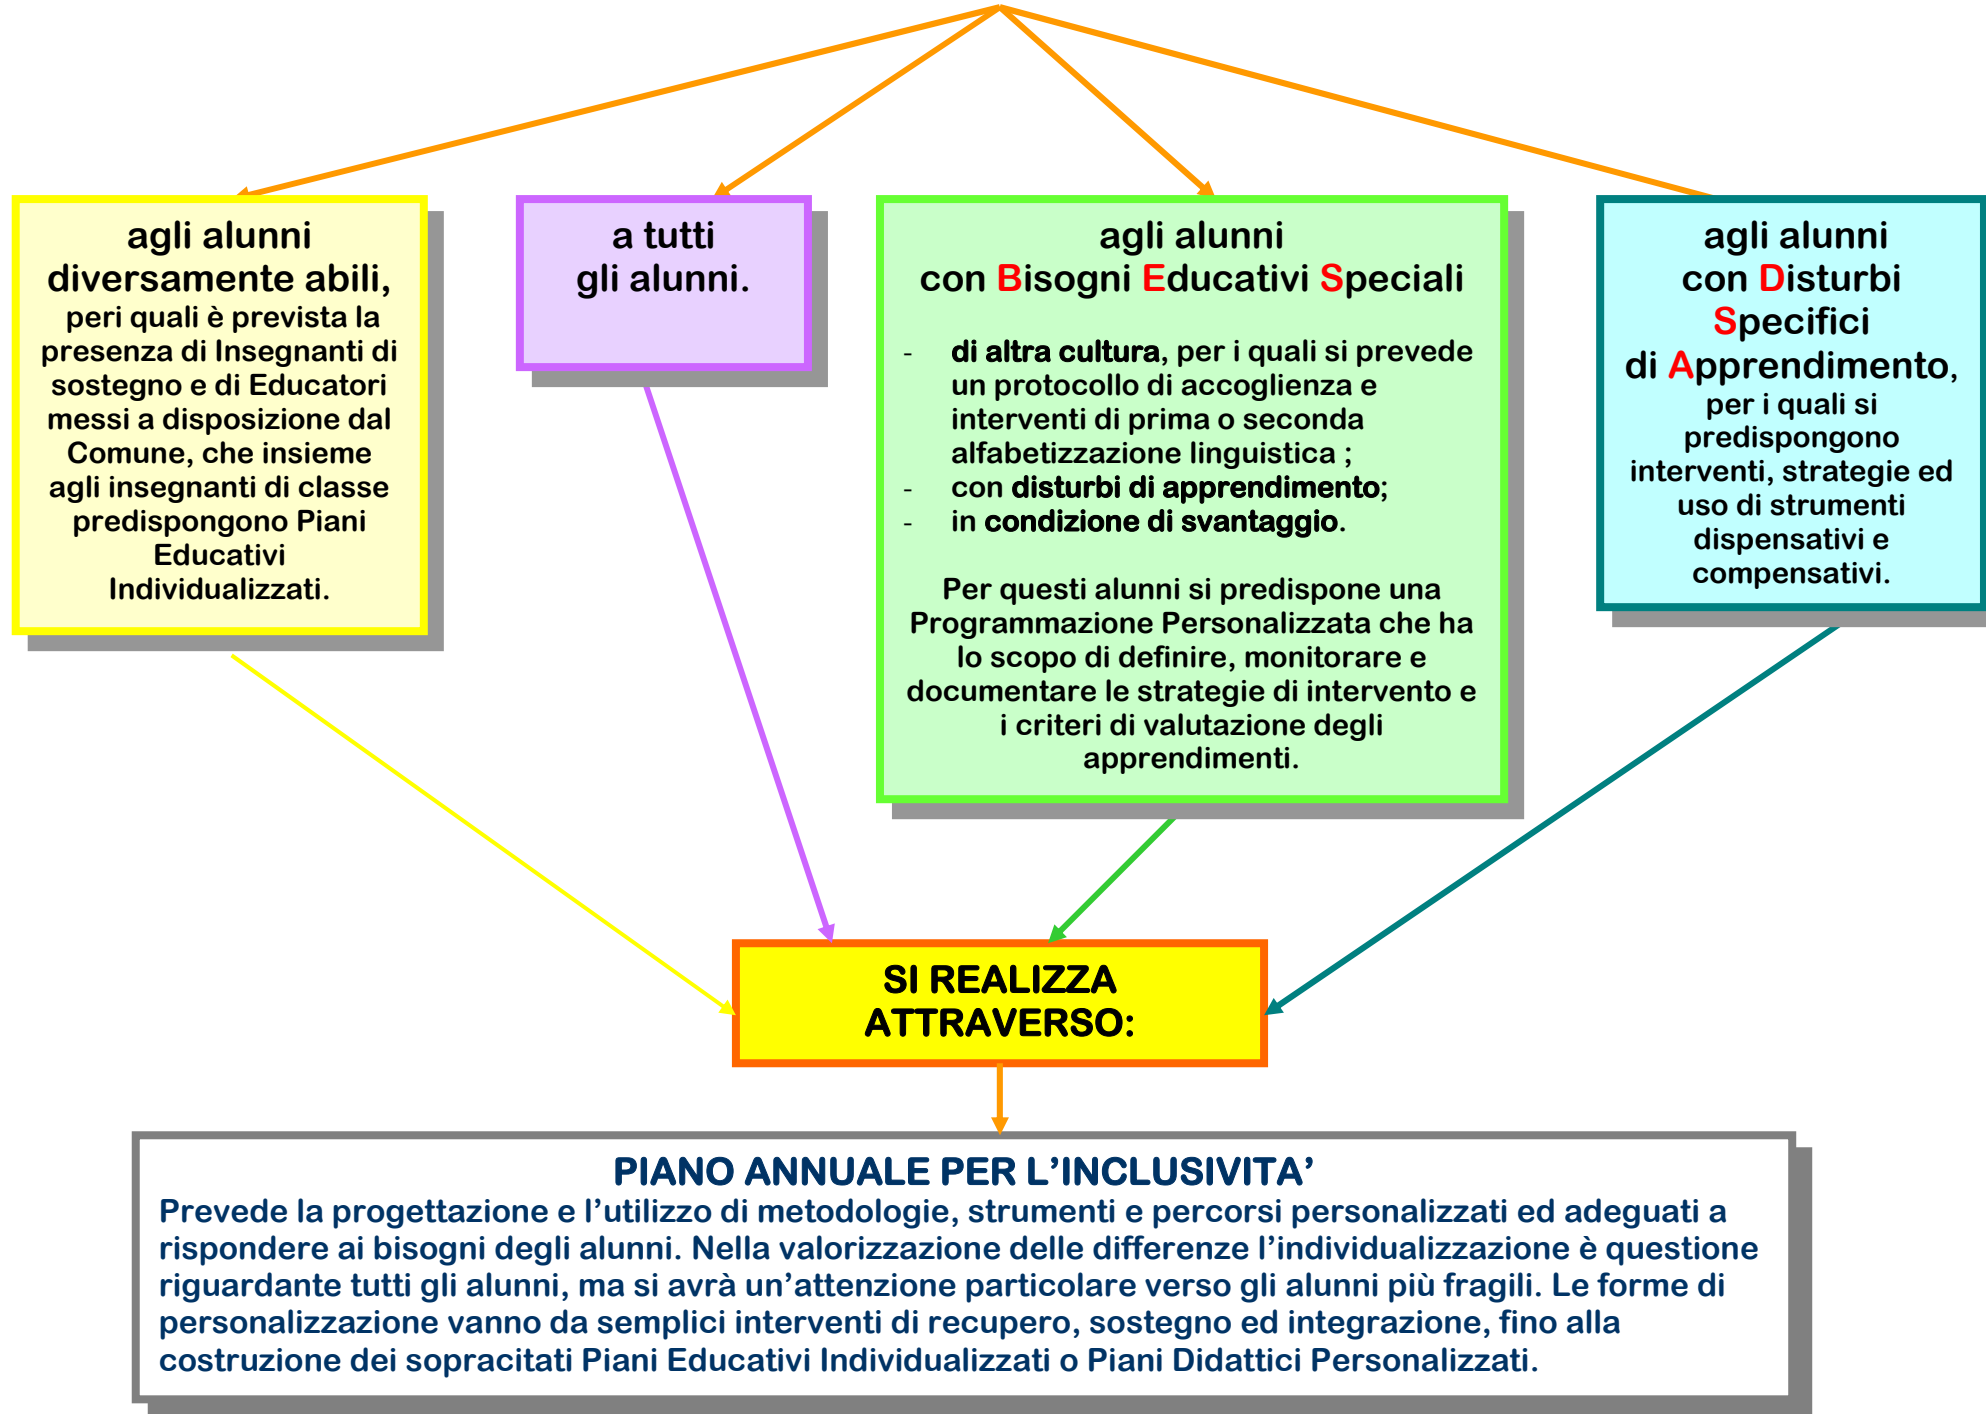 agli alunni
diversamente abili,
peri quali è prevista la
presenza di Insegnanti di
sostegno e di Educatori
messi a disposizione dal
Comune, che insieme
agli insegnanti di classe
predispongono Piani
Educativi
Individualizzati.
a tutti
gli alunni.
agli alunni
con Bisogni Educativi Speciali
- di altra cultura, per i quali si prevede
un protocollo di accoglienza e
interventi di prima o seconda
alfabetizzazione linguistica ;
- con disturbi di apprendimento;
- in condizione di svantaggio.
Per questi alunni si predispone una
Programmazione Personalizzata che ha
lo scopo di definire, monitorare e
documentare le strategie di intervento e
i criteri di valutazione degli
apprendimenti.
agli alunni
con Disturbi
Specifici
di Apprendimento,
per i quali si
predispongono
interventi, strategie ed
uso di strumenti
dispensativi e
compensativi.
SI REALIZZA
ATTRAVERSO:
PIANO ANNUALE PER L’INCLUSIVITA’
Prevede la progettazione e l’utilizzo di metodologie, strumenti e percorsi personalizzati ed adeguati a
rispondere ai bisogni degli alunni. Nella valorizzazione delle differenze l’individualizzazione è questione
riguardante tutti gli alunni, ma si avrà un’attenzione particolare verso gli alunni più fragili. Le forme di
personalizzazione vanno da semplici interventi di recupero, sostegno ed integrazione, fino alla
costruzione dei sopracitati Piani Educativi Individualizzati o Piani Didattici Personalizzati.